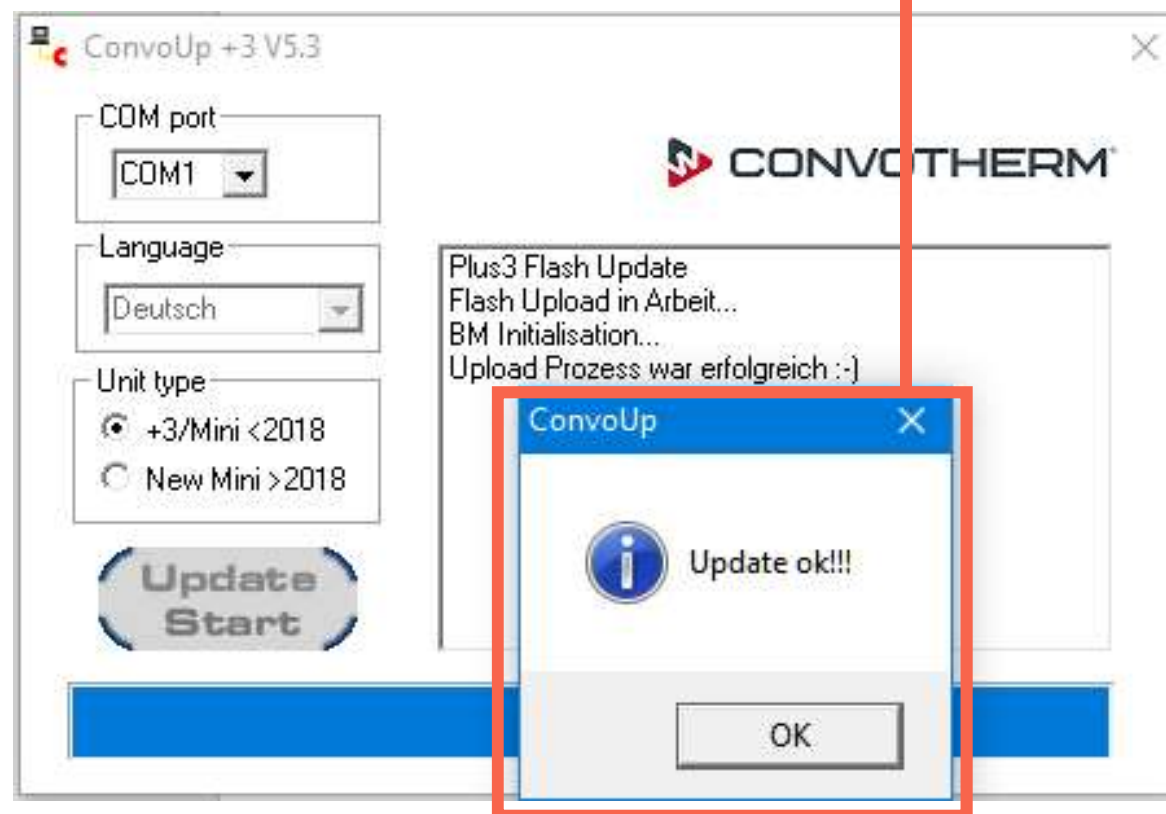 ConvoUp +3 V5.3
COM port
COM1
CONVOTHERM
Language
Deutsch
Unit type
+3/Mini <2018
New Mini >2018
Update
Start
Plus3 Flash Update
Flash Upload in Arbeit...
BM Initialisation...
Upload Prozess war erfolgreich :-)
ConvoUp
Update ok!!!
OK